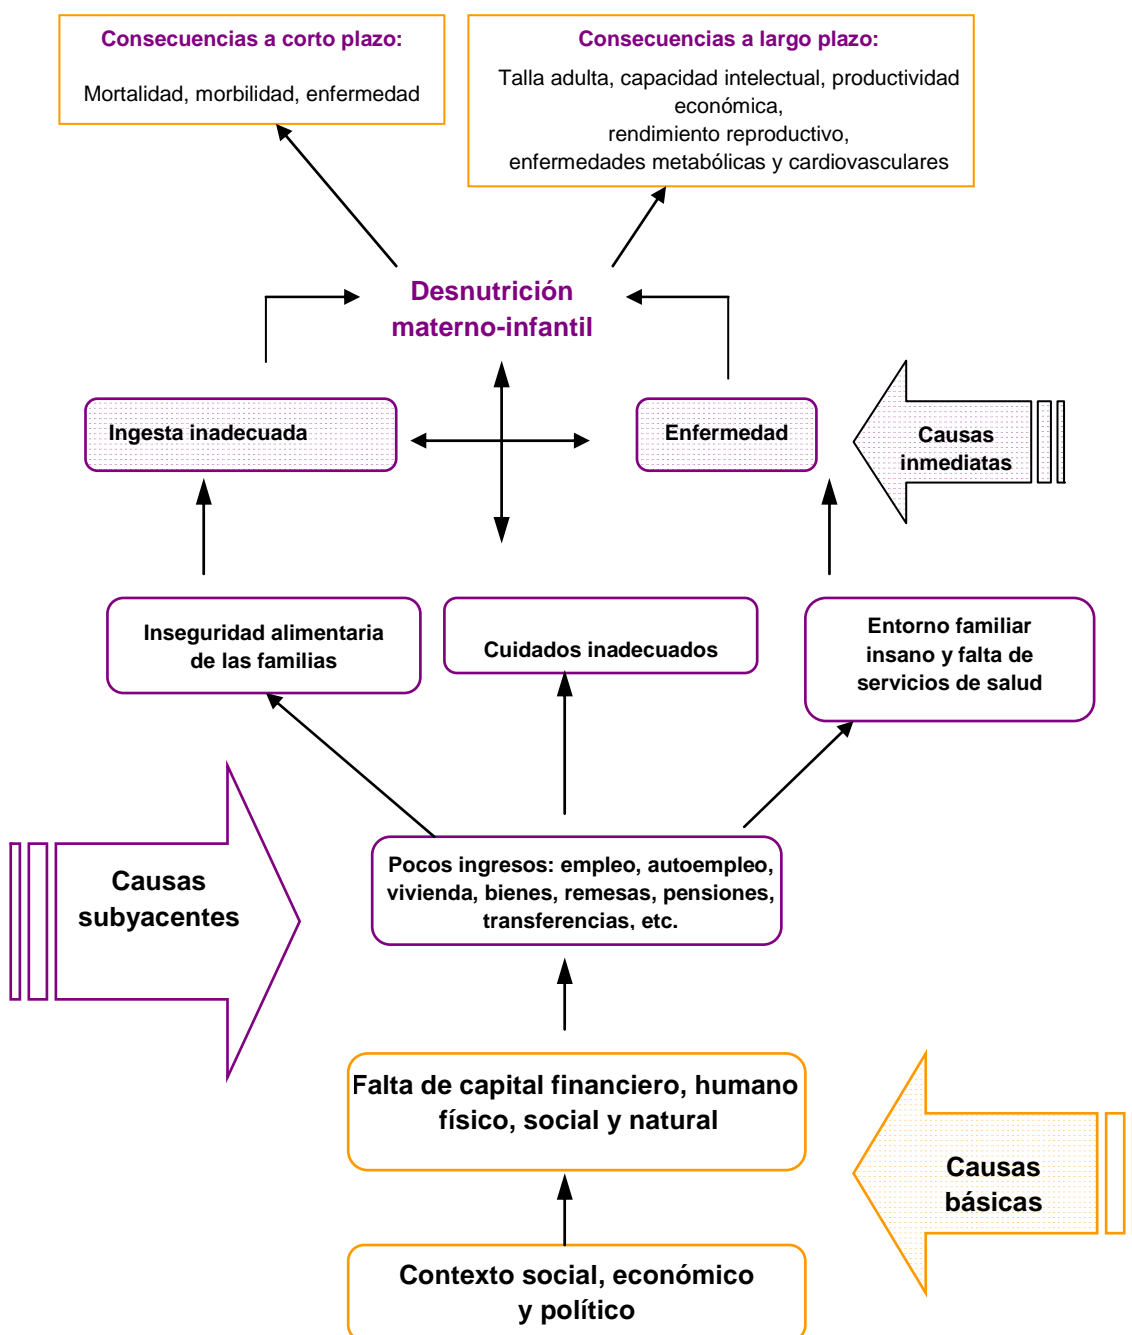 Consecuencias a corto plazo:
Mortalidad, morbilidad, enfermedad
Consecuencias a largo plazo:
Talla adulta, capacidad intelectual, productividad
económica,
rendimiento reproductivo,
enfermedades metabólicas y cardiovasculares
Desnutrición
materno-infantil
Ingesta inadecuada
Enfermedad
Causas
inmediatas
Inseguridad alimentaria
de las familias
Cuidados inadecuados
Entorno familiar
insano y falta de
servicios de salud
Causas
subyacentes
Pocos ingresos: empleo, autoempleo,
vivienda, bienes, remesas, pensiones,
transferencias, etc.
Falta de capital financiero, humano
físico, social y natural
Causas
básicas
Contexto social, económico
y político